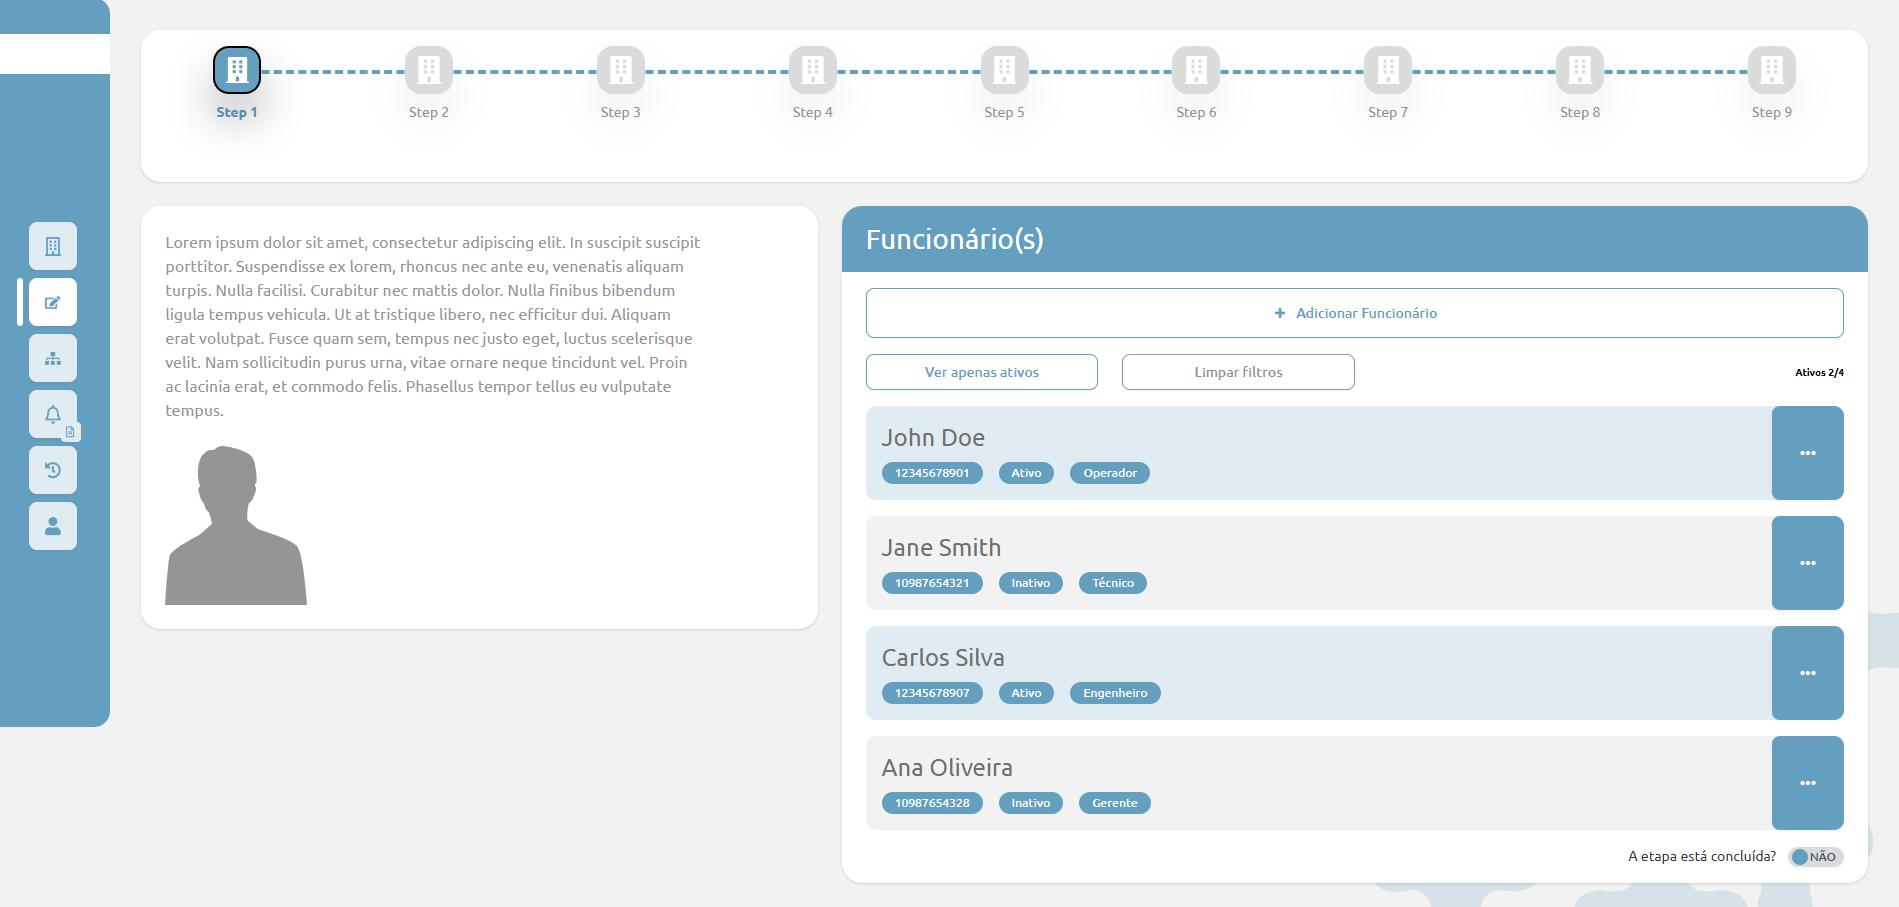 Step 1
Step 2
Step 3
Step 4
Step 5
Step 6
Step 7
Step 8
Step 9
Lorem ipsum dolor sit amet, consectetur adipiscing elit. In suscipit suscipit
porttitor. Suspendisse ex lorem, rhoncus nec ante eu, venenatis aliquam
turpis. Nulla facilisi. Curabitur nec mattis dolor. Nulla finibus bibendum
ligula tempus vehicula. Ut at tristique libero, nec efficitur dui. Aliquam
erat volutpat. Fusce quam sem, tempus nec justo eget, luctus scelerisque
velit. Nam sollicitudin purus urna, vitae ornare neque tincidunt vel. Proin
ac lacinia erat, et commodo felis. Phasellus tempor tellus eu vulputate
tempus.
Funcionário(s)
Adicionar Funcionário
Ver apenas ativos
Limpar filtros
Ativos 2/4
John Doe
12345678901 Ativo Operador
Jane Smith
10987654321 Inativo Técnico
Carlos Silva
12345678907 Ativo Engenheiro
Ana Oliveira
10987654328 Inativo Gerente
A etapa está concluída? NÃO